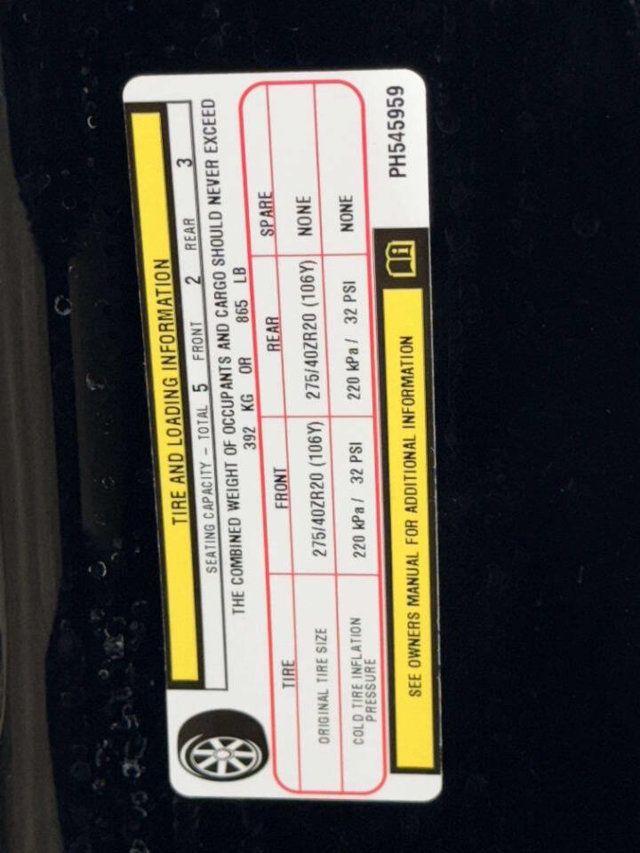 TIRE AND LOADING INFORMATION
SEATING CAPACITY - TOTAL 5 FRONT 2 REAR 3
THE COMBINED WEIGHT OF OCCUPANTS AND CARGO SHOULD NEVER EXCEED
392 KG OR 865 LB
TIRE FRONT REAR SPARE
ORIGINAL TIRE SIZE 275/40ZR20 (106Y) 275/40ZR20 (106Y) NONE
COLD TIRE INFLATION
PRESSURE 220 kPa / 32 PSI 220 kPa / 32 PSI NONE
SEE OWNERS MANUAL FOR ADDITIONAL INFORMATION
PH545959